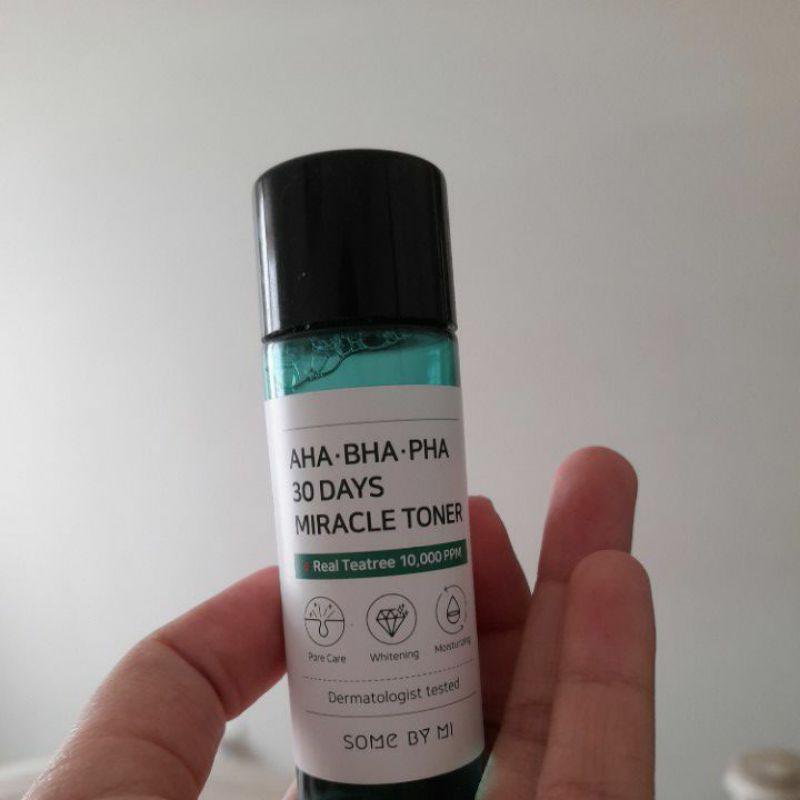 AHA·BHA·PHA
30 DAYS
MIRACLE TONER
Real Teatree 10,000 PPM
Pore Care Whitening Moisturizing
Dermatologist tested
SOME BY MI